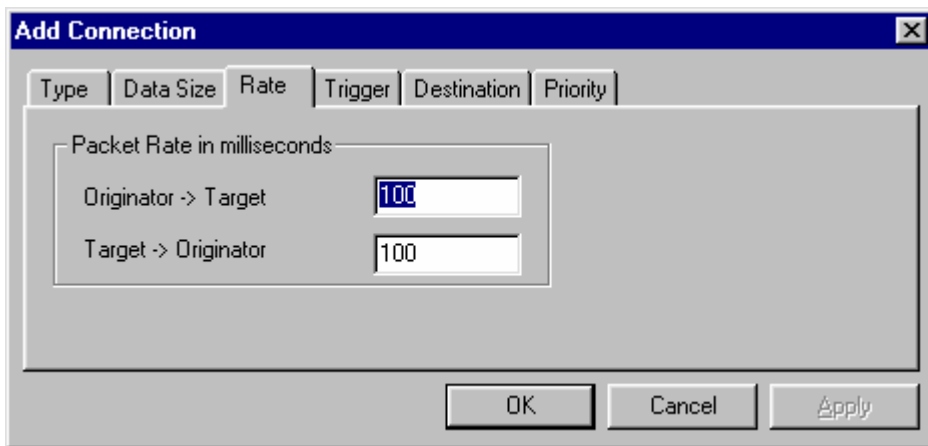 Add Connection
Type Data Size Rate Trigger Destination Priority
Packet Rate in milliseconds
Originator -> Target 100
Target -> Originator 100
OK Cancel Apply